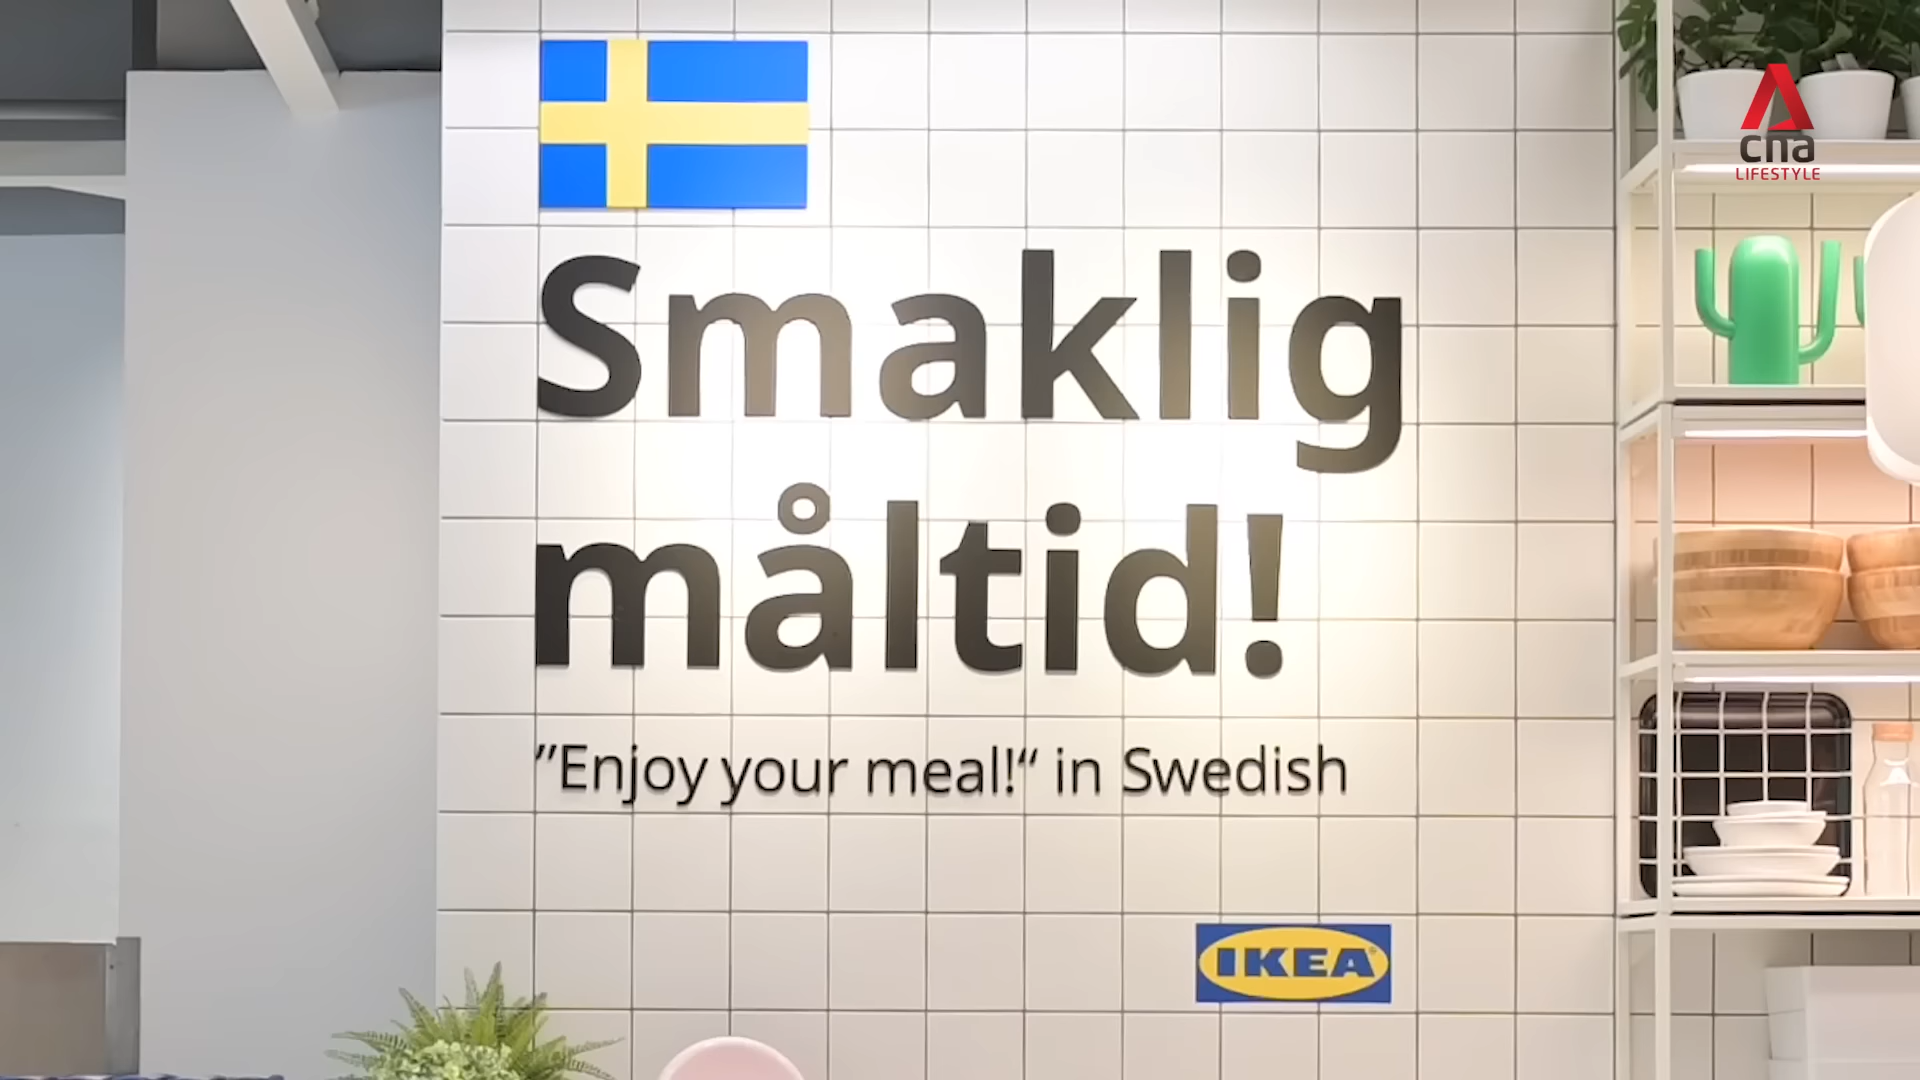 cna
LIFESTYLE
Smaklig
måltid!
”Enjoy your meal!“ in Swedish
IKEA®